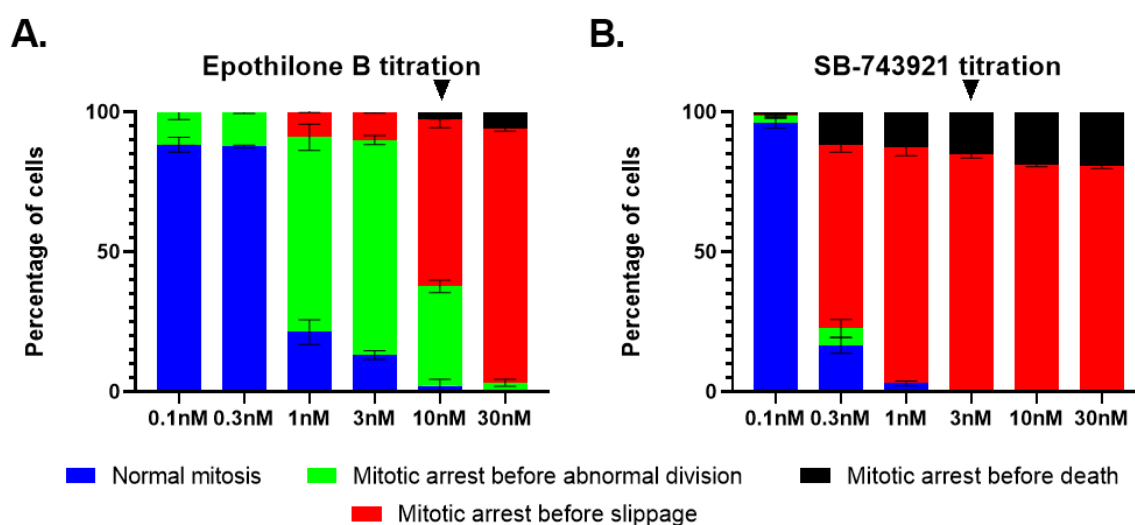 A.
Epothilone B titration
Percentage of cells
100
50
0
0.1nM 0.3nM 1nM 3nM 10nM 30nM
B.
SB-743921 titration
Percentage of cells
100
50
0
0.1nM 0.3nM 1nM 3nM 10nM 30nM
Normal mitosis
Mitotic arrest before abnormal division
Mitotic arrest before death
Mitotic arrest before slippage